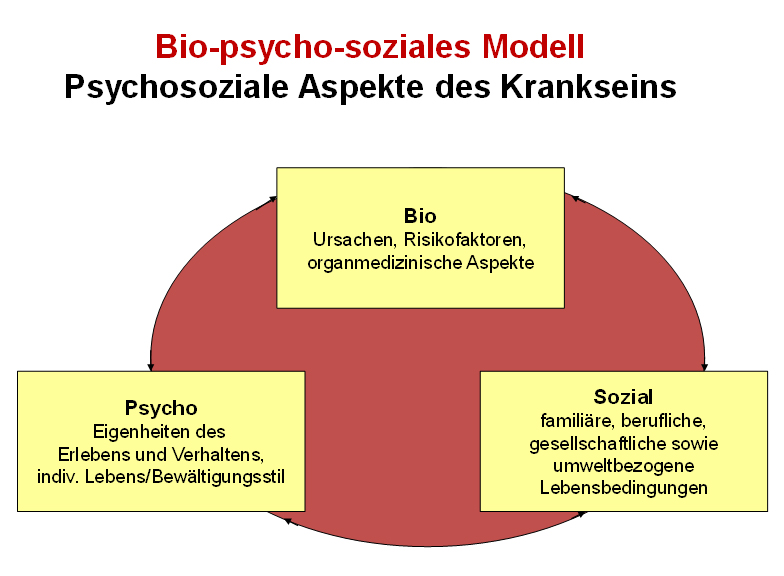 Bio-psycho-soziales Modell
Psychosoziale Aspekte des Krankseins
Bio
Ursachen, Risikofaktoren,
organmedizinische Aspekte
Psycho
Eigenheiten des
Erlebens und Verhaltens,
indiv. Lebens/Bewältigungsstil
Sozial
familiäre, berufliche,
gesellschaftliche sowie
umweltbezogene
Lebensbedingungen